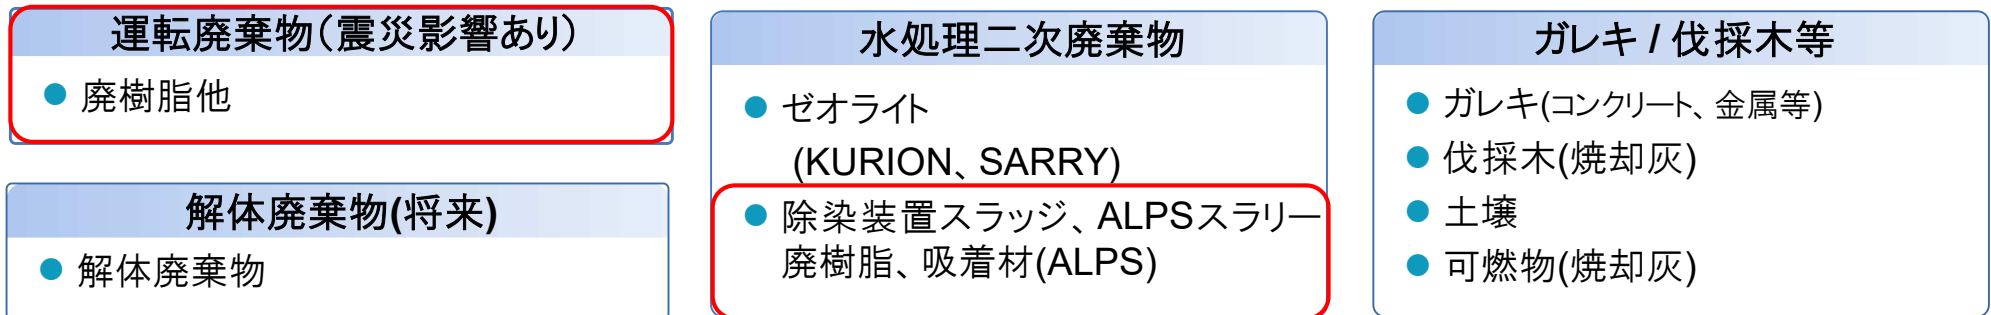 運転廃棄物(震災影響あり)
● 廃樹脂他
解体廃棄物(将来)
● 解体廃棄物
水処理二次廃棄物
● ゼオライト
(KURION、SARRY)
● 除染装置スラッジ、ALPSスラリー
廃樹脂、吸着材(ALPS)
ガレキ / 伐採木等
● ガレキ(コンクリート、金属等)
● 伐採木(焼却灰)
● 土壌
● 可燃物(焼却灰)